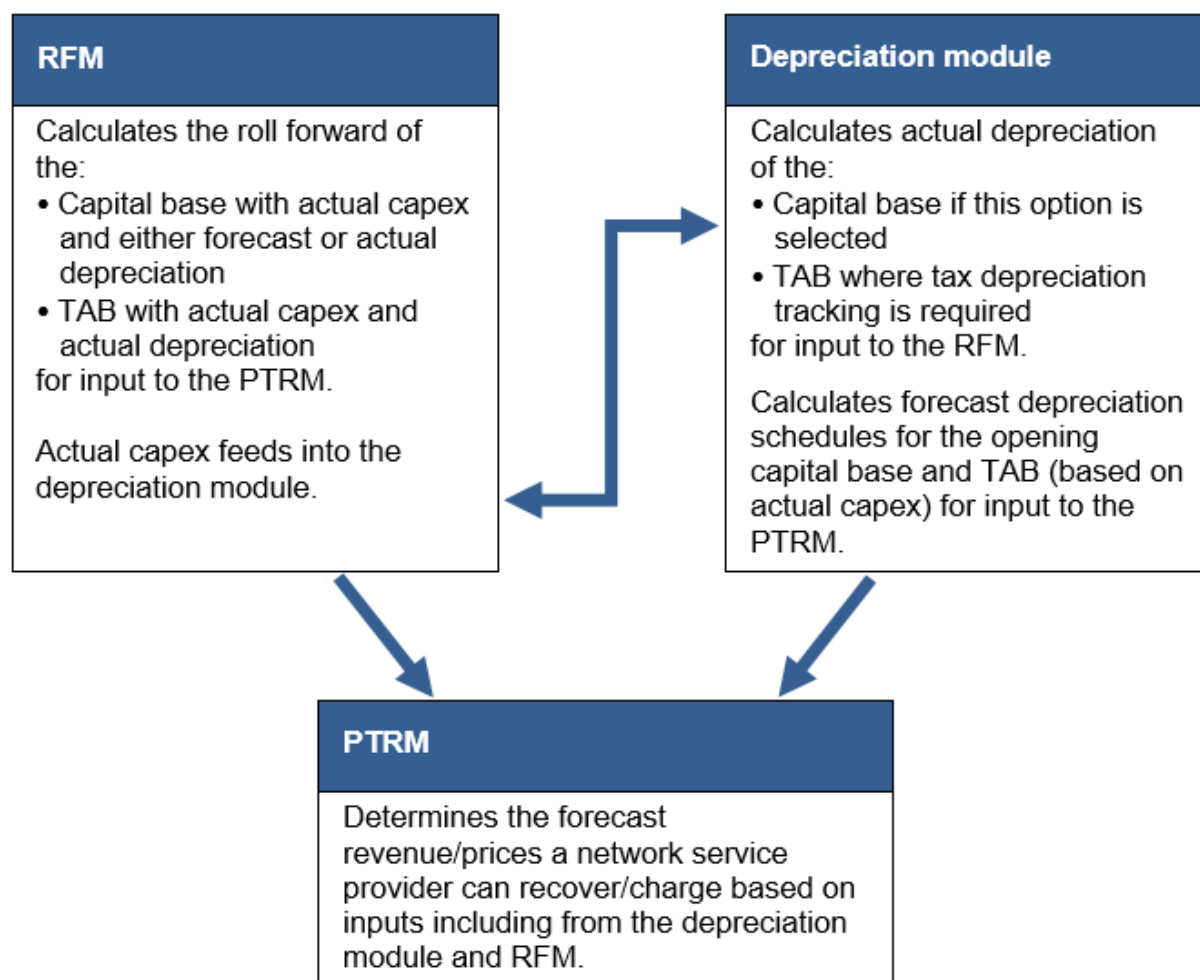 RFM
Calculates the roll forward of
the:
• Capital base with actual capex
and either forecast or actual
depreciation
• TAB with actual capex and
actual depreciation
for input to the PTRM.
Actual capex feeds into the
depreciation module.
Depreciation module
Calculates actual depreciation
of the:
• Capital base if this option is
selected
• TAB where tax depreciation
tracking is required
for input to the RFM.
Calculates forecast depreciation
schedules for the opening
capital base and TAB (based on
actual capex) for input to the
PTRM.
PTRM
Determines the forecast
revenue/prices a network service
provider can recover/charge based on
inputs including from the depreciation
module and RFM.